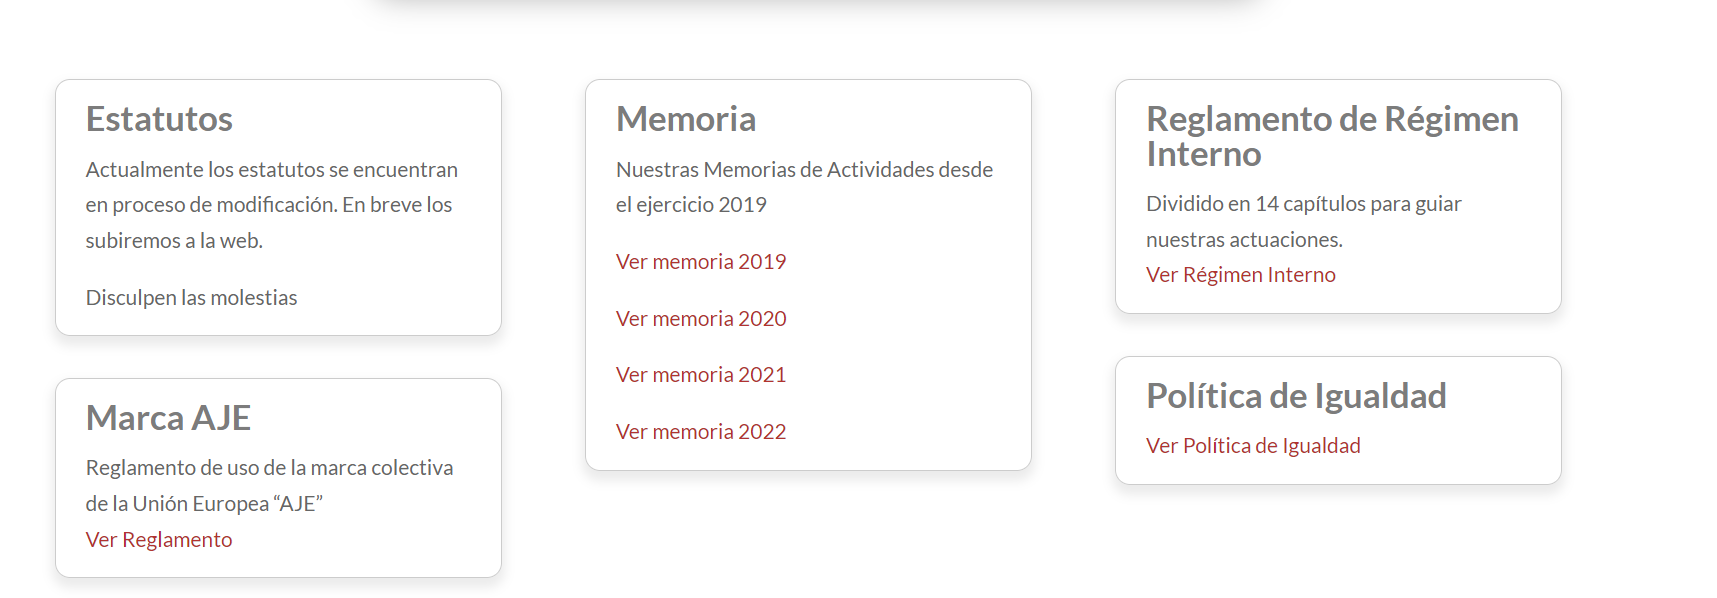 Estatutos
Actualmente los estatutos se encuentran
en proceso de modificación. En breve los
subiremos a la web.
Disculpen las molestias
Marca AJE
Reglamento de uso de la marca colectiva
de la Unión Europea “AJE”
Ver Reglamento
Memoria
Nuestras Memorias de Actividades desde
el ejercicio 2019
Ver memoria 2019
Ver memoria 2020
Ver memoria 2021
Ver memoria 2022
Reglamento de Régimen
Interno
Dividido en 14 capítulos para guiar
nuestras actuaciones.
Ver Régimen Interno
Política de Igualdad
Ver Política de Igualdad